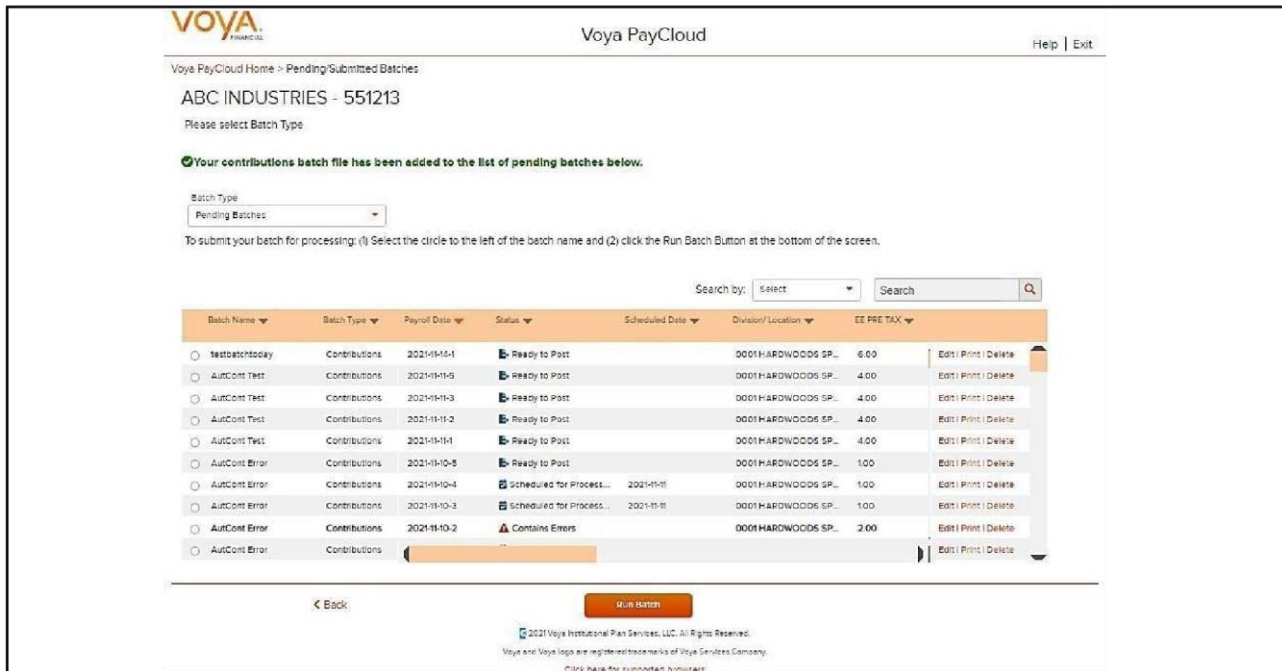 VOYA
FINANCIAL
Voya PayCloud
Help | Exit
Voya PayCloud Home > Pending/Submitted Batches
ABC INDUSTRIES - 551213
Please select Batch Type
Your contributions batch file has been added to the list of pending batches below.
Batch Type
Pending Batches
To submit your batch for processing: (1) Select the circle to the left of the batch name and (2) click the Run Batch Button at the bottom of the screen.
Search by: Select Search
Batch Name Batch Type Payroll Date Status Scheduled Date Division/Location EE PRE TAX
testbatchtoday Contributions 2021-11-14-1 Ready to Post 0001 HARDWOODS SP... 6.00 Edit | Print | Delete
AutCont Test Contributions 2021-11-11-5 Ready to Post 0001 HARDWOODS SP... 4.00 Edit | Print | Delete
AutCont Test Contributions 2021-11-11-3 Ready to Post 0001 HARDWOODS SP... 4.00 Edit | Print | Delete
AutCont Test Contributions 2021-11-11-2 Ready to Post 0001 HARDWOODS SP... 4.00 Edit | Print | Delete
AutCont Test Contributions 2021-11-11-1 Ready to Post 0001 HARDWOODS SP... 4.00 Edit | Print | Delete
AutCont Error Contributions 2021-11-10-5 Ready to Post 0001 HARDWOODS SP... 1.00 Edit | Print | Delete
AutCont Error Contributions 2021-11-10-4 Scheduled for Process... 2021-11-11 0001 HARDWOODS SP... 1.00 Edit | Print | Delete
AutCont Error Contributions 2021-11-10-3 Scheduled for Process... 2021-11-11 0001 HARDWOODS SP... 1.00 Edit | Print | Delete
AutCont Error Contributions 2021-11-10-2 Contains Errors 0001 HARDWOODS SP... 2.00 Edit | Print | Delete
AutCont Error Contributions Edit | Print | Delete
< Back Run Batch
© 2021 Voya Institutional Plan Services, LLC. All Rights Reserved.
Voya and Voya logo are registered trademarks of Voya Services Company.
Click here for supported browsers